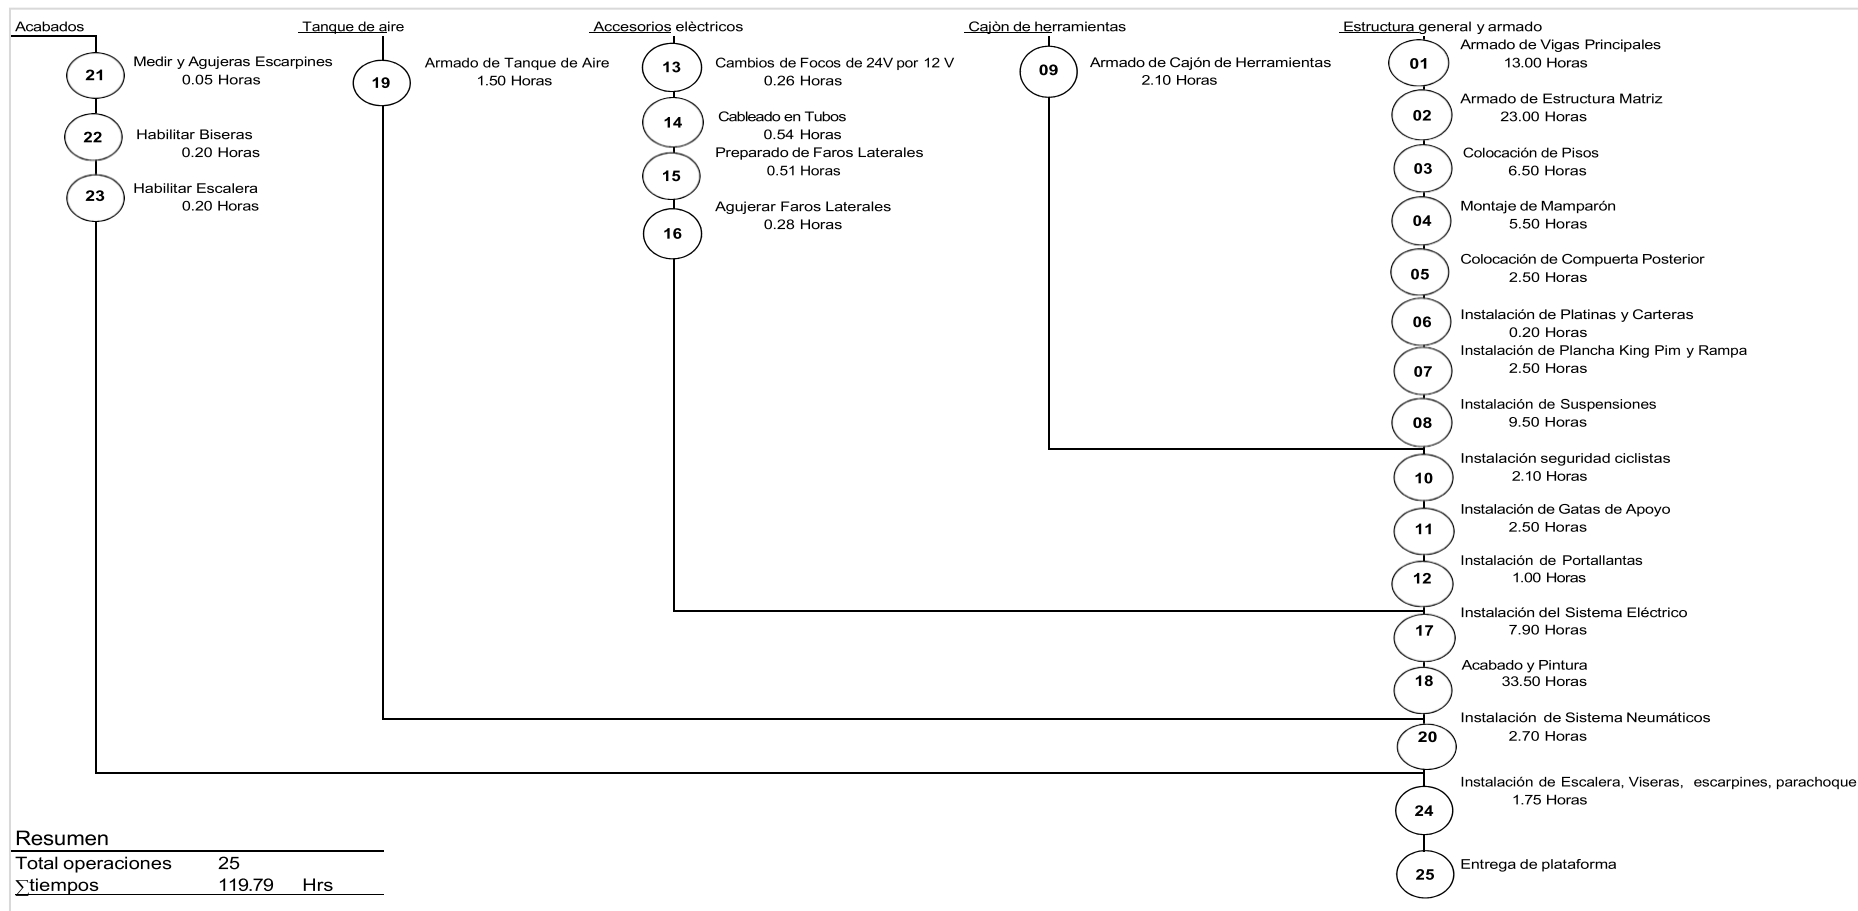 Acabados
21
Medir y Agujeras Escarpines
0.05 Horas
22
Habilitar Biseras
0.20 Horas
23
Habilitar Escalera
0.20 Horas
Tanque de aire
19
Armado de Tanque de Aire
1.50 Horas
Accesorios elèctricos
13
Cambios de Focos de 24V por 12 V
0.26 Horas
14
Cableado en Tubos
0.54 Horas
15
Preparado de Faros Laterales
0.51 Horas
16
Agujerar Faros Laterales
0.28 Horas
Cajòn de herramientas
09
Armado de Cajón de Herramientas
2.10 Horas
Estructura general y armado
01
Armado de Vigas Principales
13.00 Horas
02
Armado de Estructura Matriz
23.00 Horas
03
Colocación de Pisos
6.50 Horas
04
Montaje de Mamparón
5.50 Horas
05
Colocación de Compuerta Posterior
2.50 Horas
06
Instalación de Platinas y Carteras
0.20 Horas
07
Instalación de Plancha King Pim y Rampa
2.50 Horas
08
Instalación de Suspensiones
9.50 Horas
10
Instalación seguridad ciclistas
2.10 Horas
11
Instalación de Gatas de Apoyo
2.50 Horas
12
Instalación de Portallantas
1.00 Horas
17
Instalación del Sistema Eléctrico
7.90 Horas
18
Acabado y Pintura
33.50 Horas
20
Instalación de Sistema Neumáticos
2.70 Horas
24
Instalación de Escalera, Viseras, escarpines, parachoque
1.75 Horas
25
Entrega de plataforma
Resumen
Total operaciones 25
∑tiempos 119.79 Hrs